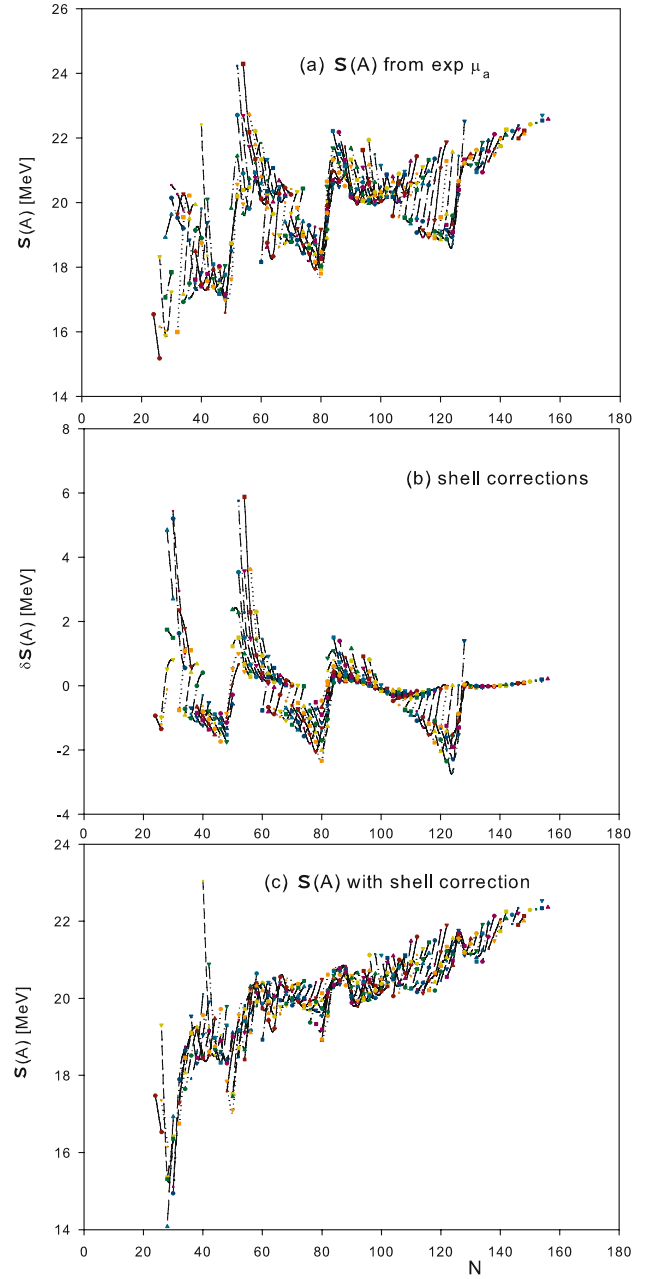 26
(a) S(A) from exp μa
24
22
S(A) [MeV]
20
18
16
14
0 20 40 60 80 100 120 140 160 180
8
6
(b) shell corrections
4
δS(A) [MeV]
2
0
-2
-4
0 20 40 60 80 100 120 140 160 180
24
(c) S(A) with shell correction
22
20
S(A) [MeV]
18
16
14
0 20 40 60 80 100 120 140 160 180
N